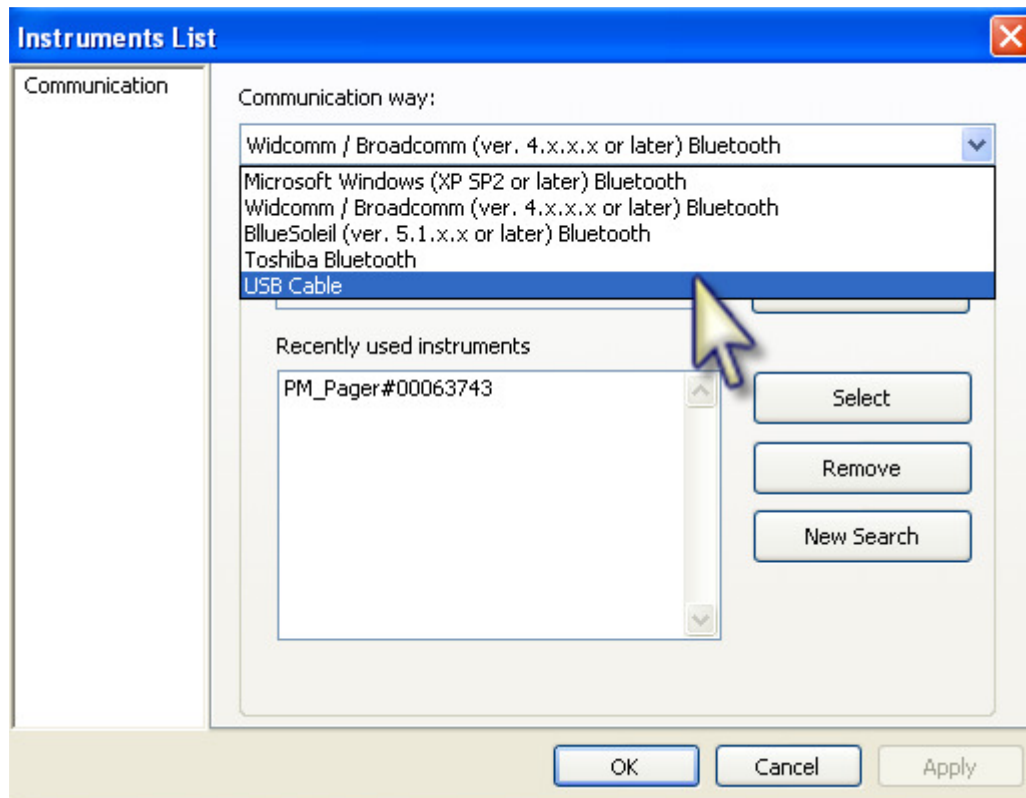 Instruments List
Communication
Communication way:
Widcomm / Broadcomm (ver. 4.x.x.x or later) Bluetooth
Microsoft Windows (XP SP2 or later) Bluetooth
Widcomm / Broadcomm (ver. 4.x.x.x or later) Bluetooth
BllueSoleil (ver. 5.1.x.x or later) Bluetooth
Toshiba Bluetooth
USB Cable
Recently used instruments
PM_Pager#00063743
Select
Remove
New Search
OK Cancel Apply